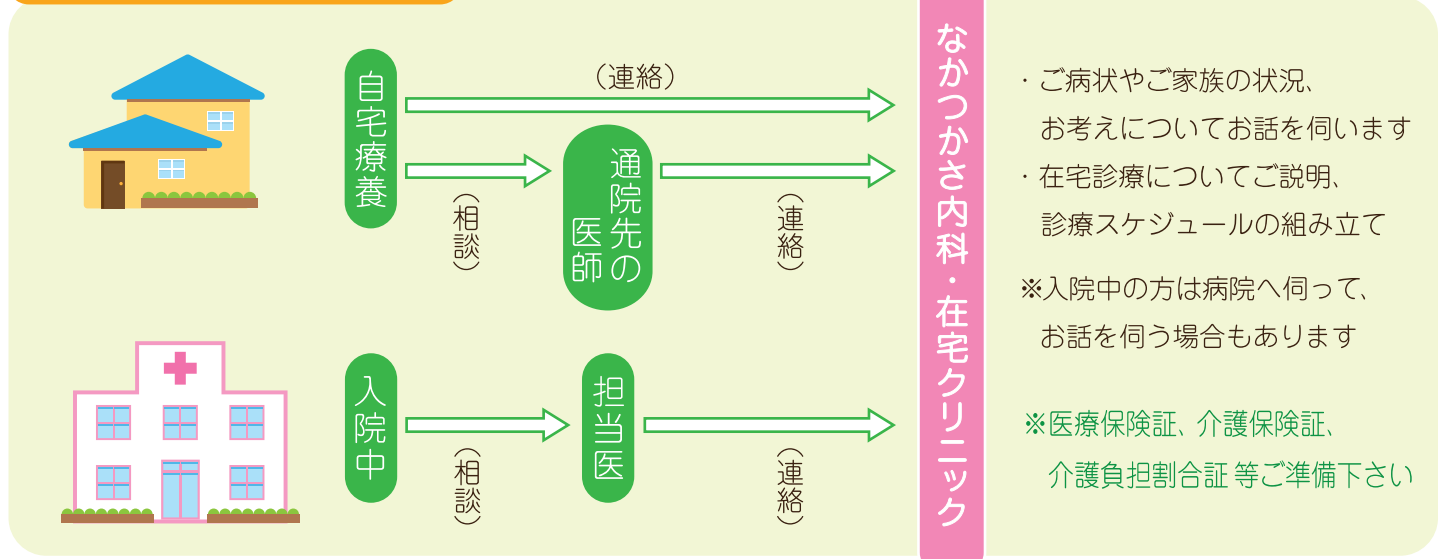 自宅療養
（連絡）
（相談）
通院先の
医師
（連絡）
入院中
（相談）
担当医
（連絡）
なかつかさ内科・在宅クリニック
・ご病状やご家族の状況、
お考えについてお話を伺います
・在宅診療についてご説明、
診療スケジュールの組み立て
※入院中の方は病院へ伺って、
お話を伺う場合もあります
※医療保険証、介護保険証、
介護負担割合証 等ご準備下さい